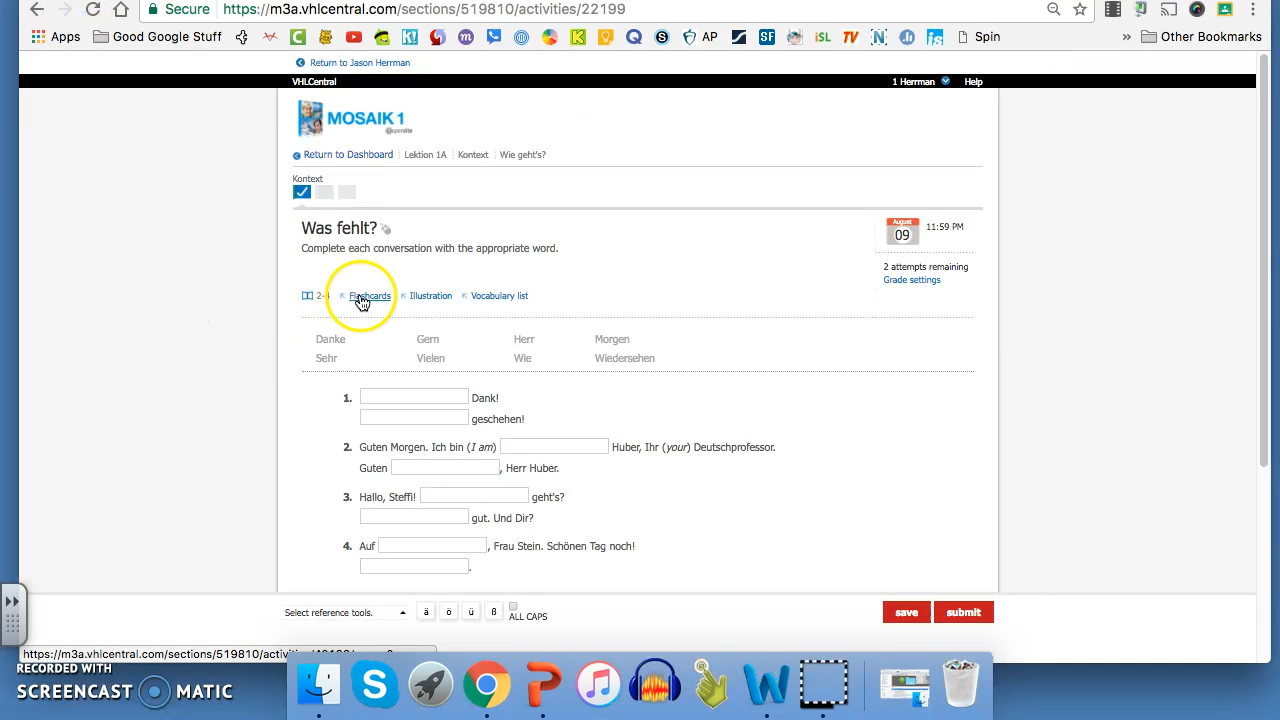 Secure https://m3a.vhlcentral.com/sections/519810/activities/22199
Apps Good Google Stuff AP SF iSL TV N is Spin » Other Bookmarks
Return to Jason Herrman
VHLCentral 1 Herrman Help
MOSAIK 1
Return to Dashboard Lektion 1A Kontext Wie geht's?
Kontext
Was fehlt?
Complete each conversation with the appropriate word.
August
09
11:59 PM
2 attempts remaining
Grade settings
Flashcards Illustration Vocabulary list
Danke Gern Herr Morgen
Sehr Vielen Wie Wiedersehen
1. Dank!
geschehen!
2. Guten Morgen. Ich bin (I am) Huber, Ihr (your) Deutschprofessor.
Guten , Herr Huber.
3. Hallo, Steffi! geht's?
gut. Und Dir?
4. Auf , Frau Stein. Schönen Tag noch!
.
Select reference tools. ä ö ü ß ALL CAPS save submit
RECORDED WITH
SCREENCAST MATIC